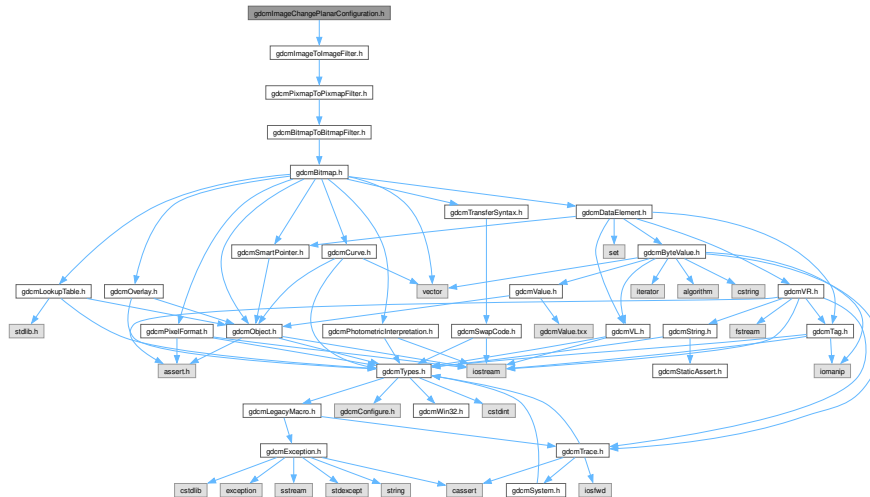 gdcmImageChangePlanarConfiguration.h
gdcmImageToImageFilter.h
gdcmPixmapToPixmapFilter.h
gdcmBitmapToBitmapFilter.h
gdcmBitmap.h
gdcmTransferSyntax.h
gdcmDataElement.h
gdcmSmartPointer.h
gdcmCurve.h
set
gdcmByteValue.h
gdcmLookupTable.h
gdcmOverlay.h
vector
gdcmValue.h
iterator
algorithm
cstring
gdcmVR.h
stdlib.h
gdcmPixelFormat.h
gdcmObject.h
gdcmPhotometricInterpretation.h
gdcmSwapCode.h
gdcmValue.txx
gdcmVL.h
gdcmString.h
fstream
gdcmTag.h
assert.h
gdcmTypes.h
iostream
gdcmStaticAssert.h
iomanip
gdcmLegacyMacro.h
gdcmConfigure.h
gdcmWin32.h
cstdint
gdcmException.h
gdcmTrace.h
cstdlib
exception
sstream
stdexcept
string
cassert
gdcmSystem.h
iosfwd